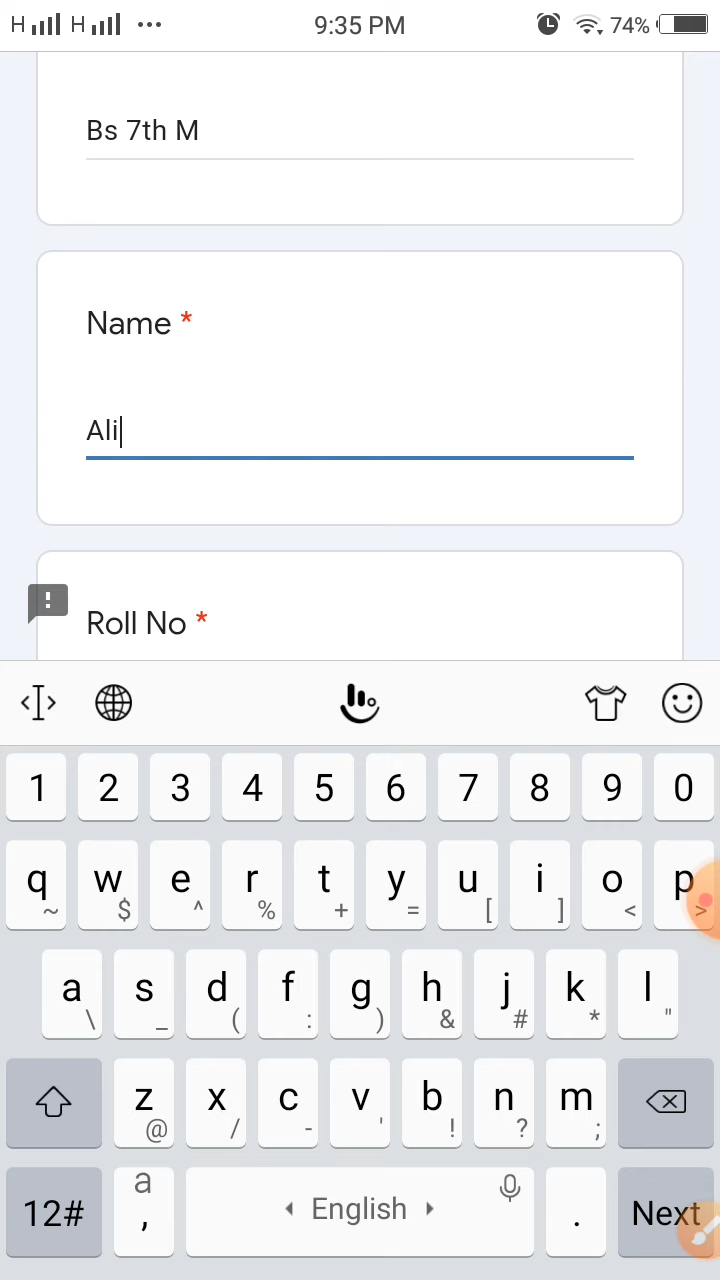 H H ••• 9:35 PM 74%
Bs 7th M
Name *
Ali
Roll No *
1 2 3 4 5 6 7 8 9 0
q w e r t y u i o p
~ $ ^ % + = [ ] < >
a s d f g h j k l
\ _ ( : ) & # * "
z x c v b n m
@ / - ' ! ? ;
12# a , English . Next